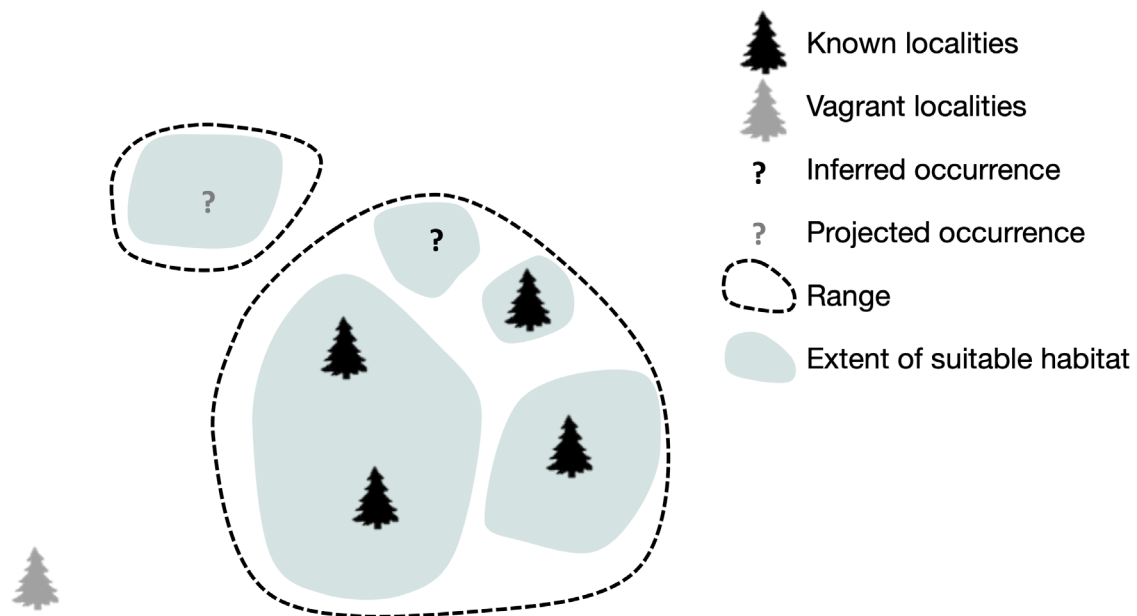 Known localities
Vagrant localities
? Inferred occurrence
? Projected occurrence
Range
Extent of suitable habitat
?
?